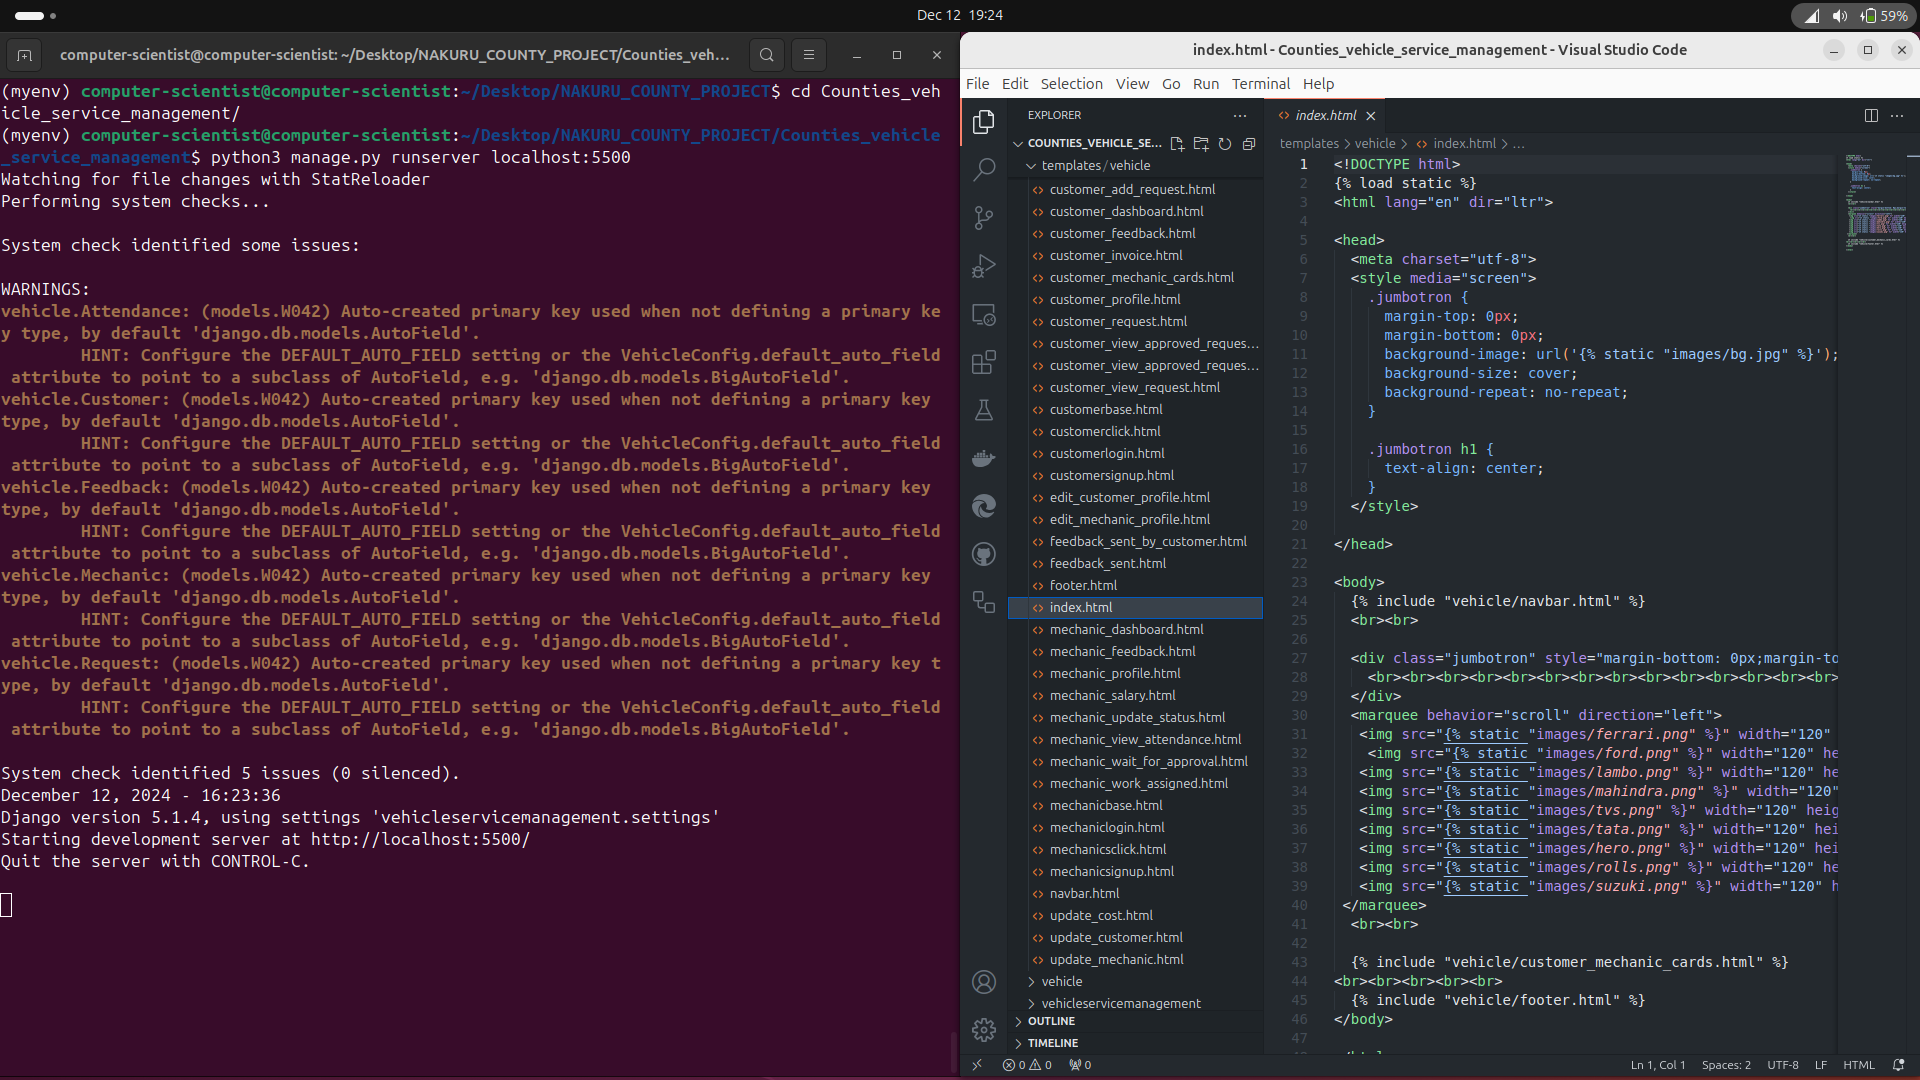 Dec 12 19:24
59%
computer-scientist@computer-scientist: ~/Desktop/NAKURU_COUNTY_PROJECT/Counties_veh...
(myenv) computer-scientist@computer-scientist:~/Desktop/NAKURU_COUNTY_PROJECT$ cd Counties_veh
icle_service_management/
(myenv) computer-scientist@computer-scientist:~/Desktop/NAKURU_COUNTY_PROJECT/Counties_vehicle
_service_management$ python3 manage.py runserver localhost:5500
Watching for file changes with StatReloader
Performing system checks...
System check identified some issues:
WARNINGS:
vehicle.Attendance: (models.W042) Auto-created primary key used when not defining a primary ke
y type, by default 'django.db.models.AutoField'.
HINT: Configure the DEFAULT_AUTO_FIELD setting or the VehicleConfig.default_auto_field
attribute to point to a subclass of AutoField, e.g. 'django.db.models.BigAutoField'.
vehicle.Customer: (models.W042) Auto-created primary key used when not defining a primary key
type, by default 'django.db.models.AutoField'.
HINT: Configure the DEFAULT_AUTO_FIELD setting or the VehicleConfig.default_auto_field
attribute to point to a subclass of AutoField, e.g. 'django.db.models.BigAutoField'.
vehicle.Feedback: (models.W042) Auto-created primary key used when not defining a primary key
type, by default 'django.db.models.AutoField'.
HINT: Configure the DEFAULT_AUTO_FIELD setting or the VehicleConfig.default_auto_field
attribute to point to a subclass of AutoField, e.g. 'django.db.models.BigAutoField'.
vehicle.Mechanic: (models.W042) Auto-created primary key used when not defining a primary key
type, by default 'django.db.models.AutoField'.
HINT: Configure the DEFAULT_AUTO_FIELD setting or the VehicleConfig.default_auto_field
attribute to point to a subclass of AutoField, e.g. 'django.db.models.BigAutoField'.
vehicle.Request: (models.W042) Auto-created primary key used when not defining a primary key t
ype, by default 'django.db.models.AutoField'.
HINT: Configure the DEFAULT_AUTO_FIELD setting or the VehicleConfig.default_auto_field
attribute to point to a subclass of AutoField, e.g. 'django.db.models.BigAutoField'.
System check identified 5 issues (0 silenced).
December 12, 2024 - 16:23:36
Django version 5.1.4, using settings 'vehicleservicemanagement.settings'
Starting development server at http://localhost:5500/
Quit the server with CONTROL-C.
index.html - Counties_vehicle_service_management - Visual Studio Code
File Edit Selection View Go Run Terminal Help
EXPLORER
COUNTIES_VEHICLE_SE...
templates/vehicle
customer_add_request.html
customer_dashboard.html
customer_feedback.html
customer_invoice.html
customer_mechanic_cards.html
customer_profile.html
customer_request.html
customer_view_approved_reques...
customer_view_approved_reques...
customer_view_request.html
customerbase.html
customerclick.html
customerlogin.html
customersignup.html
edit_customer_profile.html
edit_mechanic_profile.html
feedback_sent_by_customer.html
feedback_sent.html
footer.html
index.html
mechanic_dashboard.html
mechanic_feedback.html
mechanic_profile.html
mechanic_salary.html
mechanic_update_status.html
mechanic_view_attendance.html
mechanic_wait_for_approval.html
mechanic_work_assigned.html
mechanicbase.html
mechaniclogin.html
mechanicsclick.html
mechanicsignup.html
navbar.html
update_cost.html
update_customer.html
update_mechanic.html
vehicle
vehicleservicemanagement
OUTLINE
TIMELINE
index.html
templates > vehicle > index.html > ...
1 <!DOCTYPE html>
2 {% load static %}
3 <html lang="en" dir="ltr">
4
5 <head>
6 <meta charset="utf-8">
7 <style media="screen">
8 .jumbotron {
9 margin-top: 0px;
10 margin-bottom: 0px;
11 background-image: url('{% static "images/bg.jpg" %}');
12 background-size: cover;
13 background-repeat: no-repeat;
14 }
15
16 .jumbotron h1 {
17 text-align: center;
18 }
19 </style>
20
21 </head>
22
23 <body>
24 {% include "vehicle/navbar.html" %}
25 <br><br>
26
27 <div class="jumbotron" style="margin-bottom: 0px;margin-to
28 <br><br><br><br><br><br><br><br><br><br><br><br><br><br>
29 </div>
30 <marquee behavior="scroll" direction="left">
31 <img src="{% static "images/ferrari.png" %}" width="120"
32 <img src="{% static "images/ford.png" %}" width="120" he
33 <img src="{% static "images/lambo.png" %}" width="120" he
34 <img src="{% static "images/mahindra.png" %}" width="120"
35 <img src="{% static "images/tvs.png" %}" width="120" heig
36 <img src="{% static "images/tata.png" %}" width="120" hei
37 <img src="{% static "images/hero.png" %}" width="120" hei
38 <img src="{% static "images/rolls.png" %}" width="120" he
39 <img src="{% static "images/suzuki.png" %}" width="120" h
40 </marquee>
41 <br><br>
42
43 {% include "vehicle/customer_mechanic_cards.html" %}
44 <br><br><br><br><br>
45 {% include "vehicle/footer.html" %}
46 </body>
47
0 0 0
Ln 1, Col 1 Spaces: 2 UTF-8 LF HTML